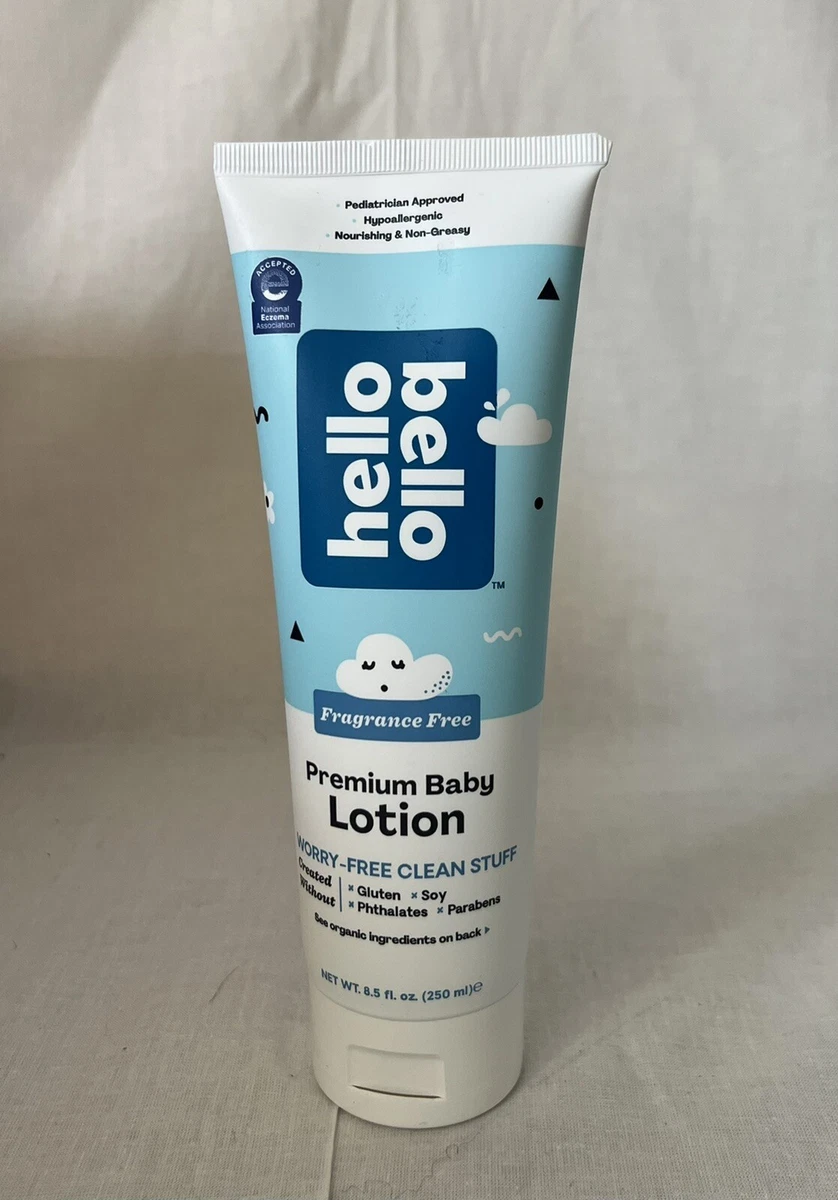 Pediatrician Approved
Hypoallergenic
Nourishing & Non-Greasy
ACCEPTED
National
Eczema
Association
hello
bello
TM
Fragrance Free
Premium Baby
Lotion
WORRY-FREE CLEAN STUFF
Created
Without
× Gluten × Soy
× Phthalates × Parabens
See organic ingredients on back
NET WT. 8.5 fl. oz. (250 ml)℮